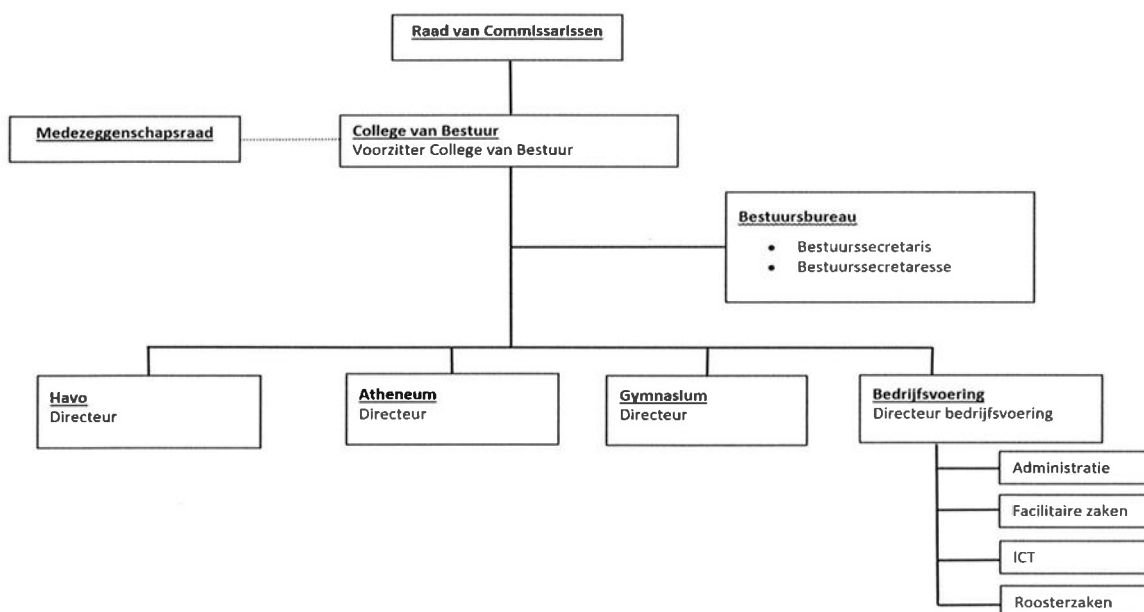 Raad van Commissarissen
Medezeggenschapsraad
College van Bestuur
Voorzitter College van Bestuur
Bestuursbureau
• Bestuurssecretaris
• Bestuurssecretaresse
Havo
Directeur
Atheneum
Directeur
Gymnasium
Directeur
Bedrijfsvoering
Directeur bedrijfsvoering
Administratie
Facilitaire zaken
ICT
Roosterzaken